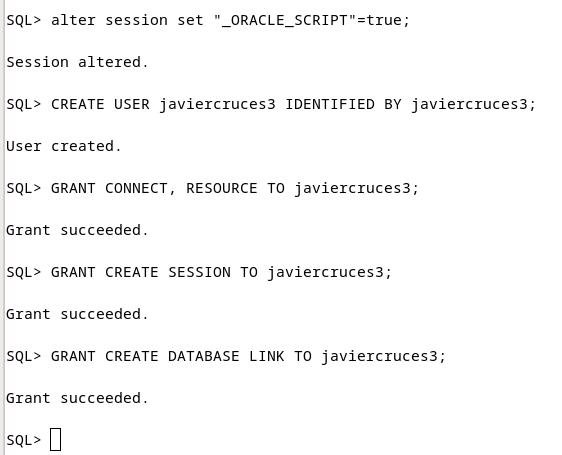 SQL> alter session set "_ORACLE_SCRIPT"=true;
Session altered.
SQL> CREATE USER javiercruces3 IDENTIFIED BY javiercruces3;
User created.
SQL> GRANT CONNECT, RESOURCE TO javiercruces3;
Grant succeeded.
SQL> GRANT CREATE SESSION TO javiercruces3;
Grant succeeded.
SQL> GRANT CREATE DATABASE LINK TO javiercruces3;
Grant succeeded.
SQL>